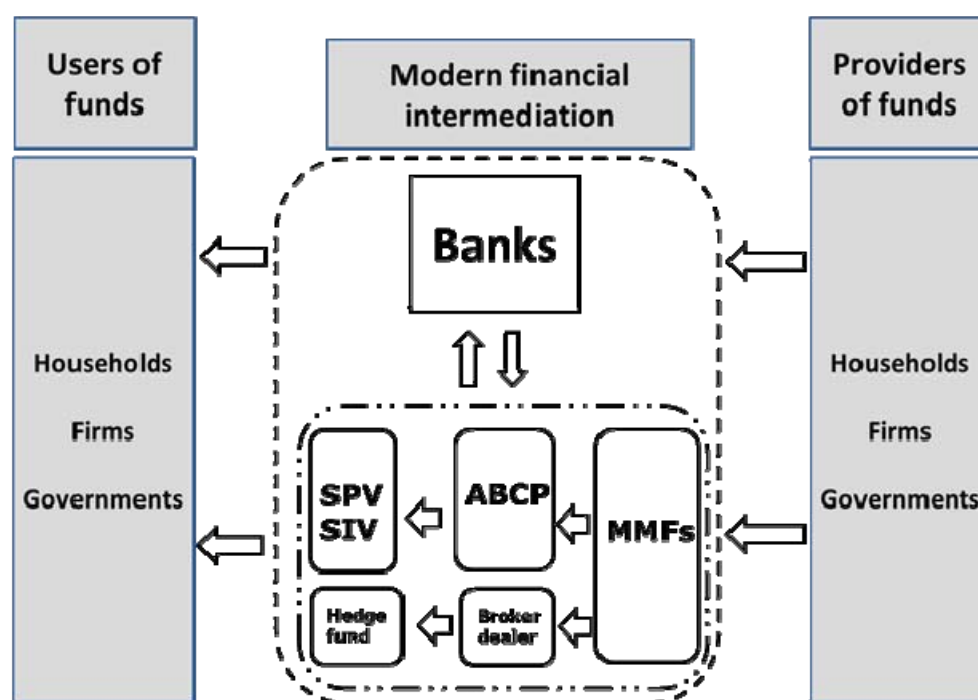 Users of
funds
Modern financial
intermediation
Providers
of funds
Banks
Households
Firms
Governments
SPV
SIV
ABCP
MMFs
Hedge
fund
Broker
dealer
Households
Firms
Governments